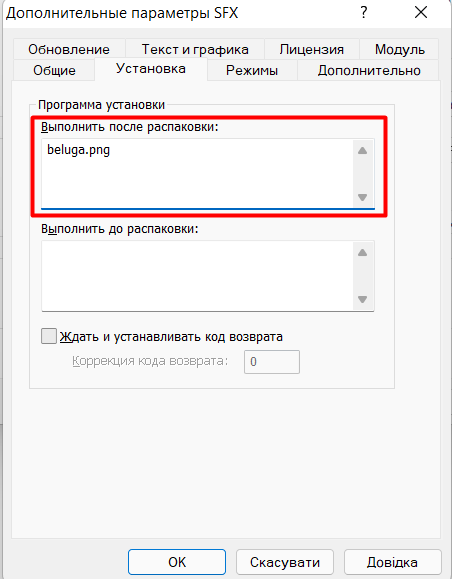 Дополнительные параметры SFX
?
Обновление Текст и графика Лицензия Модуль
Общие Установка Режимы Дополнительно
Программа установки
Выполнить после распаковки:
beluga.png
Выполнить до распаковки:
Ждать и устанавливать код возврата
Коррекция кода возврата: 0
OK Скасувати Довідка